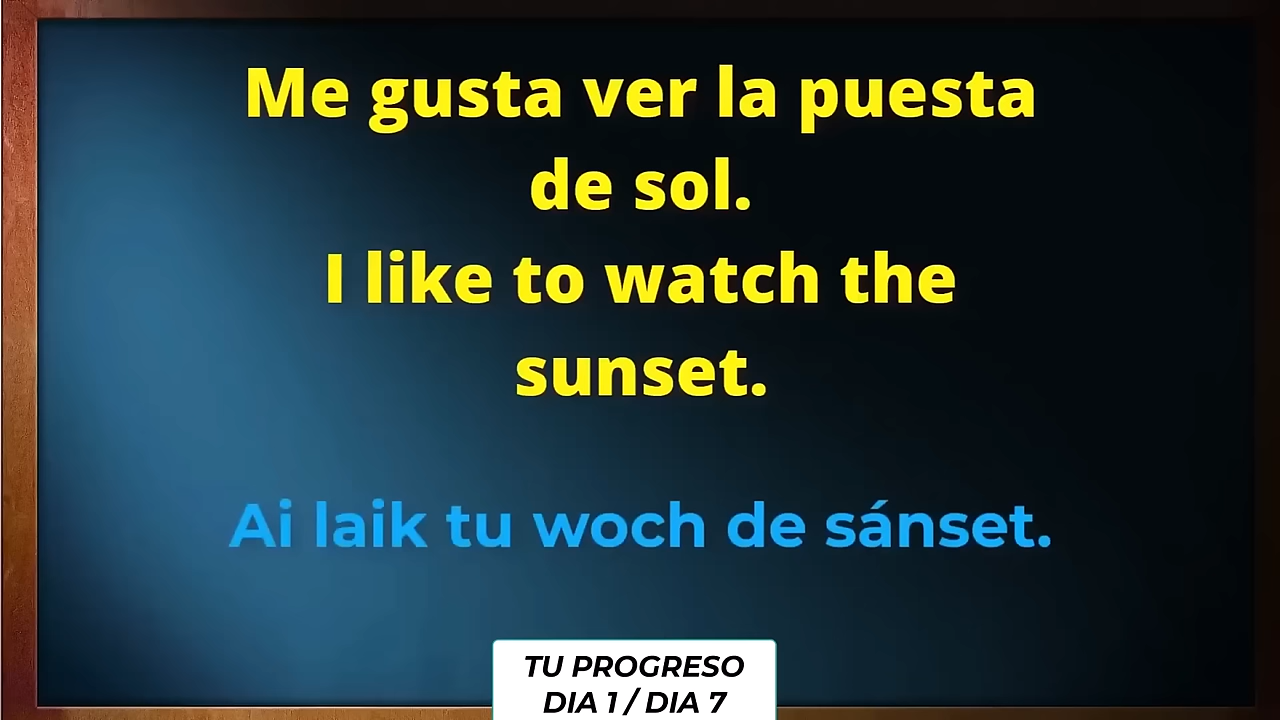 Me gusta ver la puesta
de sol.
I like to watch the
sunset.
Ai laik tu woch de sánset.
TU PROGRESO
DIA 1 / DIA 7